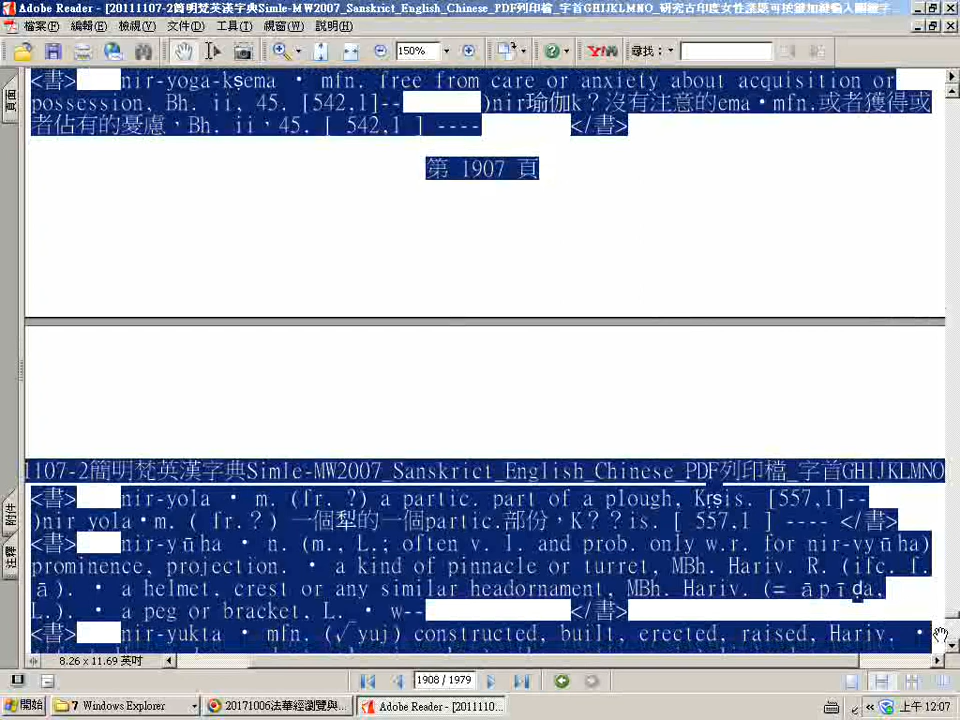 Adobe Reader - [20111107-2簡明梵英漢字典Simle-MW2007_Sanskrict_English_Chinese_PDF列印檔_字首GHIJKLMNO_研究古印度女性議題可按
檔案(F) 編輯(E) 檢視(V) 文件(D) 工具(T) 視窗(W) 說明(H)
150% 尋找:
頁面
<書> nir-yoga-kṣema • mfn. free from care or anxiety about acquisition or
possession, Bh. ii, 45. [542,1]-- )nir瑜伽k？沒有注意的ema•mfn.或者獲得或
者佔有的憂慮，Bh. ii，45. [ 542,1 ] ---- </書>
第 1907 頁
1107-2簡明梵英漢字典Simle-MW2007_Sanskrict_English_Chinese_PDF列印檔_字首GHIJKLMNO
<書> nir-yola • m. (fr. ?) a partic. part of a plough, Kṛṣis. [557,1]--
)nir yola•m. ( fr.？) 一個犁的一個partic.部份，K？？is. [ 557,1 ] ---- </書>
<書> nir-yūha • n. (m., L.; often v. l. and prob. only w.r. for nir-vyūha)
prominence, projection. • a kind of pinnacle or turret, MBh. Hariv. R. (ifc. f.
ā). • a helmet, crest or any similar headornament, MBh. Hariv. (= āpīḍa,
L.). • a peg or bracket, L. • w-- </書>
<書> nir-yukta • mfn. (√yuj) constructed, built, erected, raised, Hariv. •
附件
注釋
8.26 x 11.69 英吋
1908 / 1979
開始 7 Windows Explorer 20171006法華經瀏覽與... Adobe Reader - [2011110... 上午 12:07